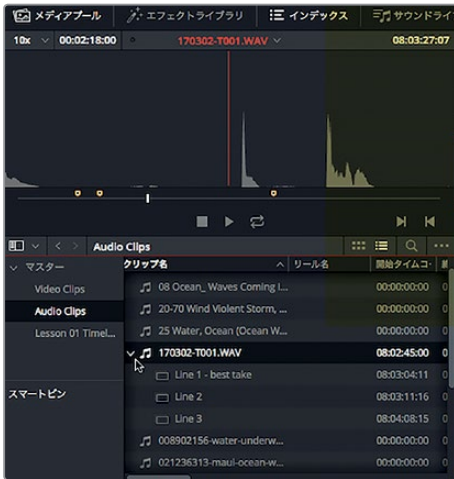 メディアプール エフェクトライブラリ インデックス サウンドライ
10x 00:02:18:00 170302-T001.WAV 08:03:27:07
Audio Clips
マスター クリップ名 リール名 開始タイムコ
Video Clips 08 Ocean_ Waves Coming I... 00:00:00:00
Audio Clips 20-70 Wind Violent Storm, ... 00:00:00:00
Lesson 01 Timel... 25 Water, Ocean (Ocean W... 00:00:00:00
170302-T001.WAV 08:02:45:00
Line 1 - best take 08:03:04:11
スマートビン Line 2 08:03:11:16
Line 3 08:04:08:15
008902156-water-underw... 00:00:00:00
021236313-maui-ocean-w... 00:00:00:00